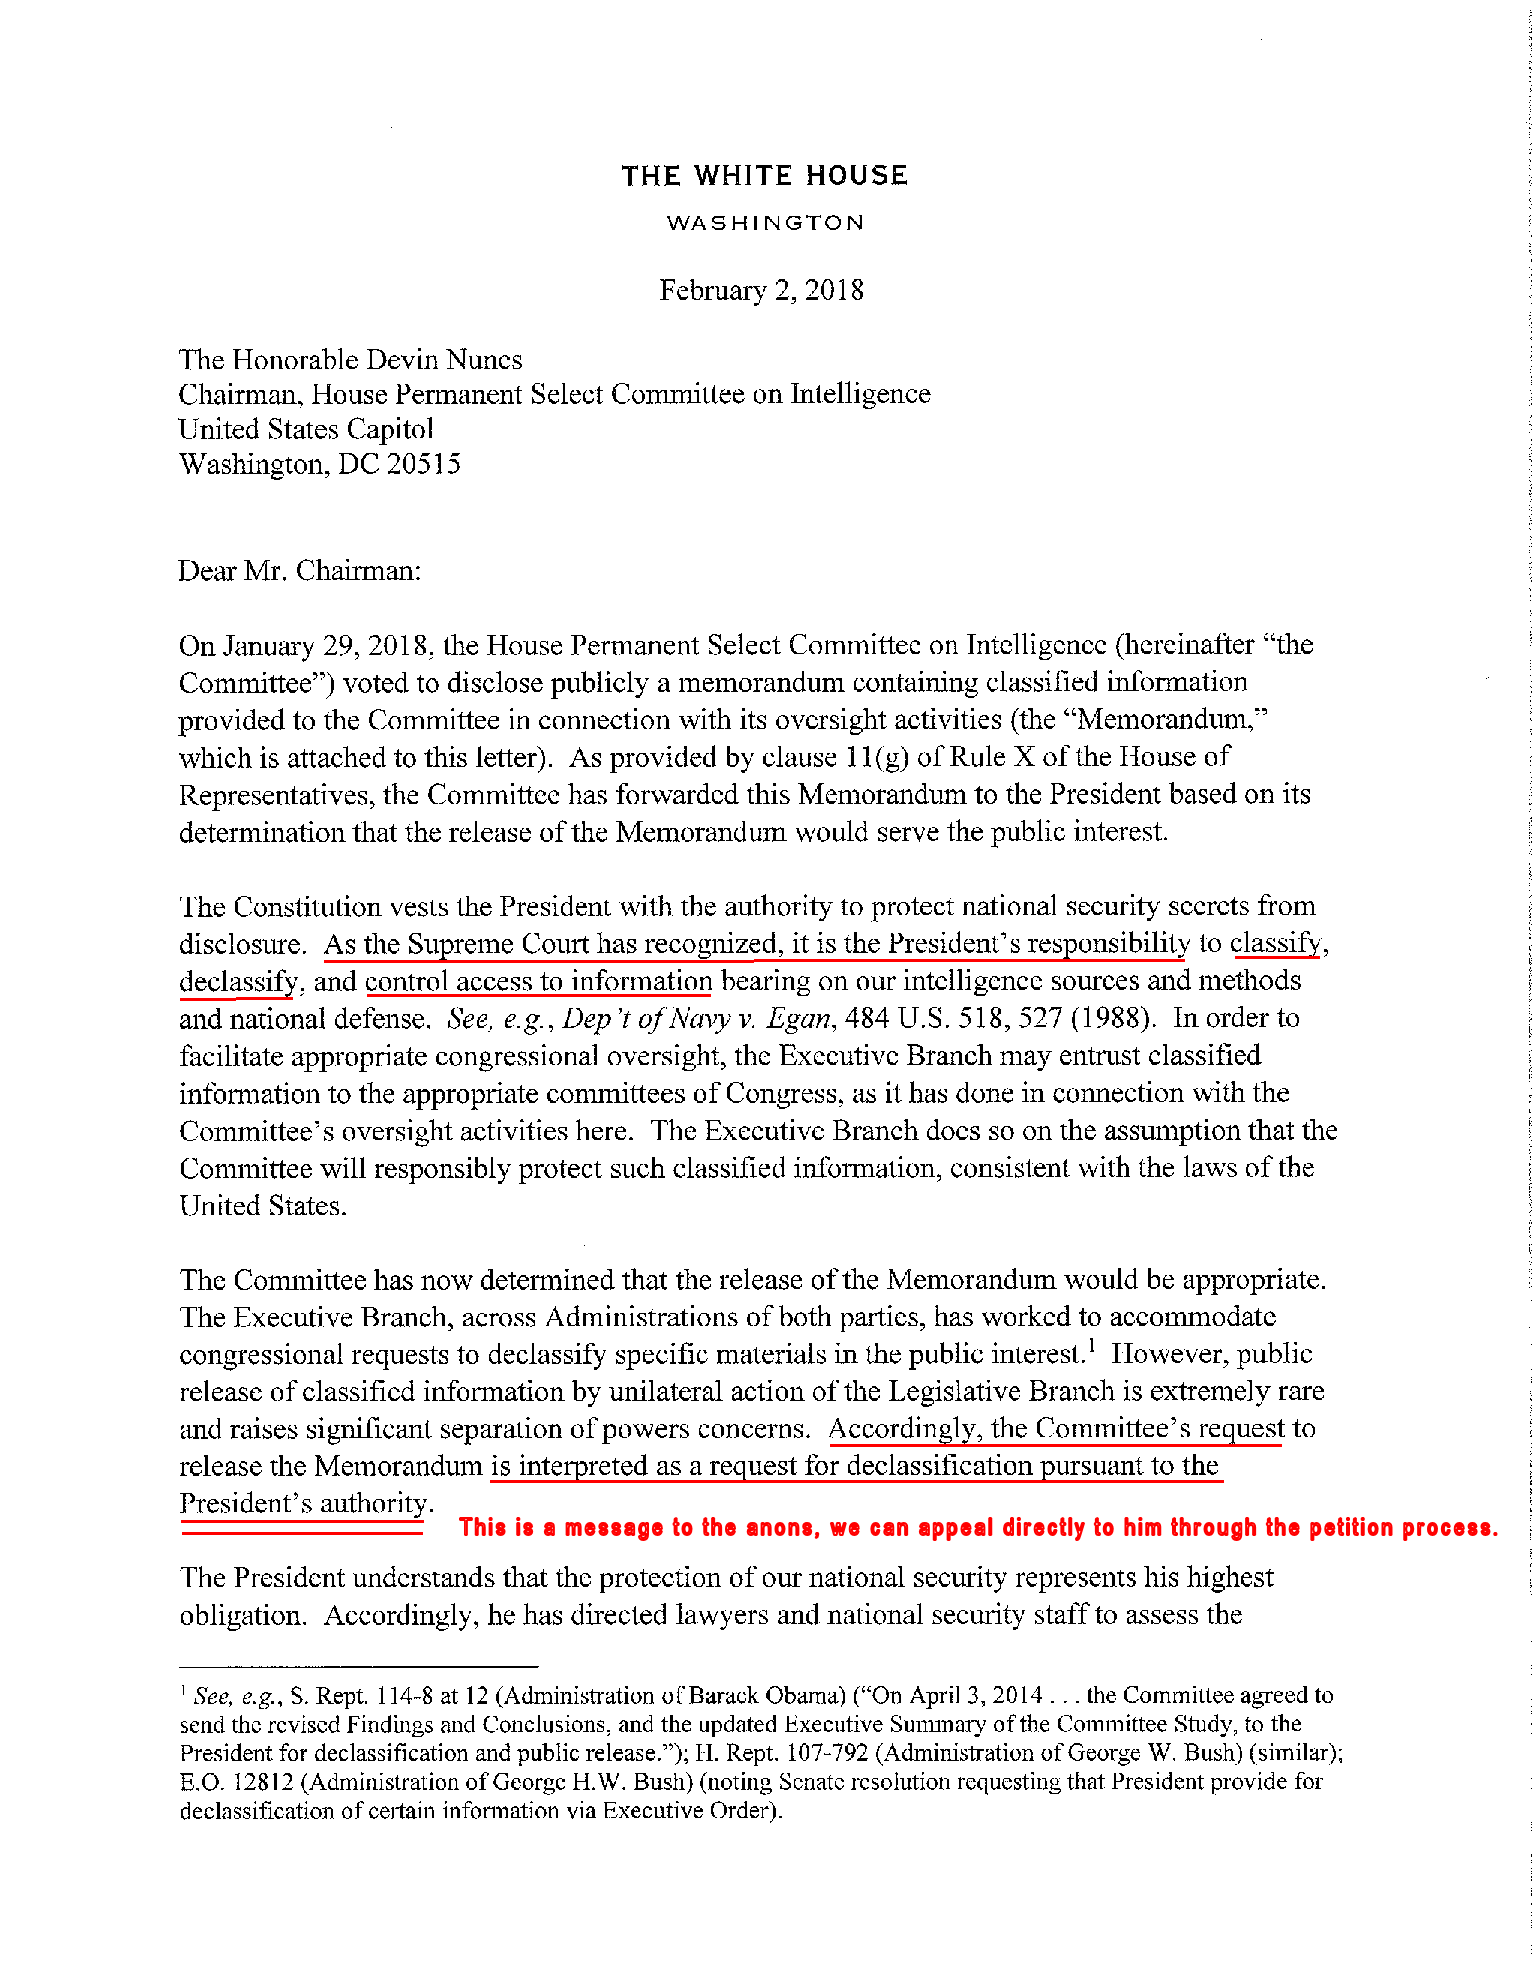 THE WHITE HOUSE
WASHINGTON
February 2, 2018
The Honorable Devin Nunes
Chairman, House Permanent Select Committee on Intelligence
United States Capitol
Washington, DC 20515
Dear Mr. Chairman:
On January 29, 2018, the House Permanent Select Committee on Intelligence (hereinafter “the
Committee”) voted to disclose publicly a memorandum containing classified information
provided to the Committee in connection with its oversight activities (the “Memorandum,”
which is attached to this letter). As provided by clause 11(g) of Rule X of the House of
Representatives, the Committee has forwarded this Memorandum to the President based on its
determination that the release of the Memorandum would serve the public interest.
The Constitution vests the President with the authority to protect national security secrets from
disclosure. As the Supreme Court has recognized, it is the President’s responsibility to classify,
declassify, and control access to information bearing on our intelligence sources and methods
and national defense. See, e.g., Dep’t of Navy v. Egan, 484 U.S. 518, 527 (1988). In order to
facilitate appropriate congressional oversight, the Executive Branch may entrust classified
information to the appropriate committees of Congress, as it has done in connection with the
Committee’s oversight activities here. The Executive Branch does so on the assumption that the
Committee will responsibly protect such classified information, consistent with the laws of the
United States.
The Committee has now determined that the release of the Memorandum would be appropriate.
The Executive Branch, across Administrations of both parties, has worked to accommodate
congressional requests to declassify specific materials in the public interest.¹ However, public
release of classified information by unilateral action of the Legislative Branch is extremely rare
and raises significant separation of powers concerns. Accordingly, the Committee’s request to
release the Memorandum is interpreted as a request for declassification pursuant to the
President’s authority.
This is a message to the anons, we can appeal directly to him through the petition process.
The President understands that the protection of our national security represents his highest
obligation. Accordingly, he has directed lawyers and national security staff to assess the
¹ See, e.g., S. Rept. 114-8 at 12 (Administration of Barack Obama) (“On April 3, 2014 . . . the Committee agreed to
send the revised Findings and Conclusions, and the updated Executive Summary of the Committee Study, to the
President for declassification and public release.”); H. Rept. 107-792 (Administration of George W. Bush) (similar);
E.O. 12812 (Administration of George H.W. Bush) (noting Senate resolution requesting that President provide for
declassification of certain information via Executive Order).